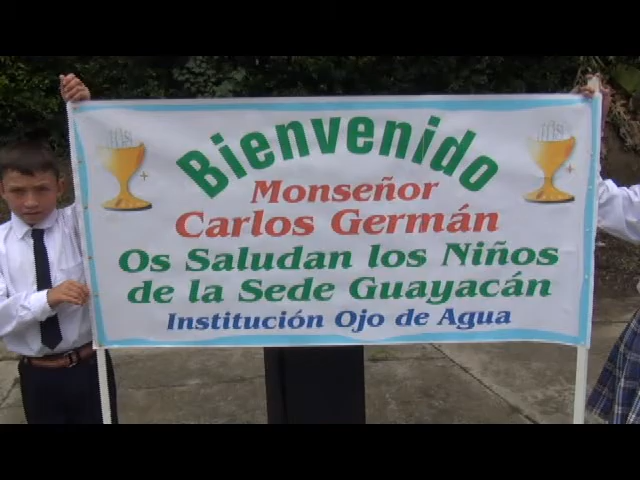 Bienvenido
Monseñor
Carlos Germán
Os Saludan los Niños
de la Sede Guayacán
Institución Ojo de Agua